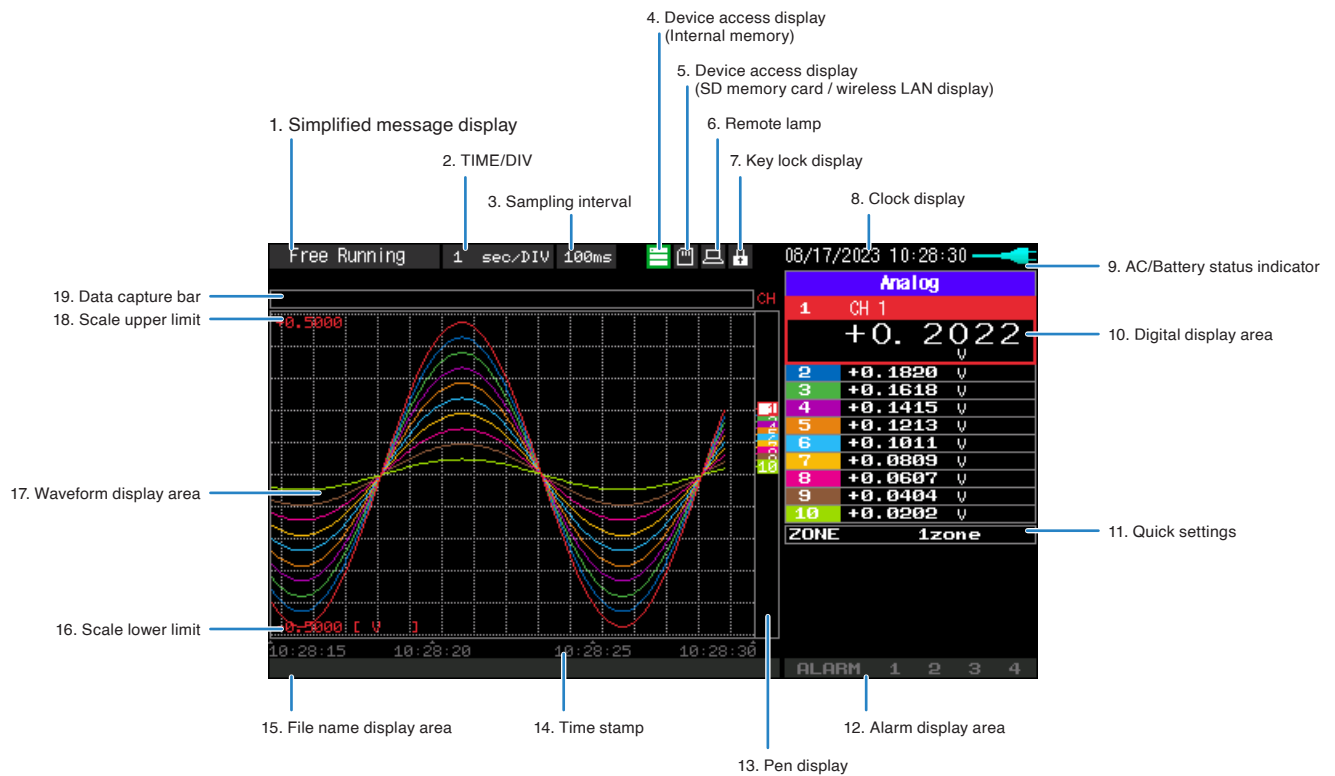 4. Device access display
(Internal memory)
5. Device access display
(SD memory card / wireless LAN display)
1. Simplified message display
6. Remote lamp
2. TIME/DIV
7. Key lock display
3. Sampling interval
8. Clock display
Free Running
1 sec/DIV
100ms
08/17/2023 10:28:30
9. AC/Battery status indicator
Analog
19. Data capture bar
CH
1 CH 1
18. Scale upper limit
+0.5000
+0. 2022
V
10. Digital display area
2 +0.1820 V
3 +0.1618 V
4 +0.1415 V
5 +0.1213 V
6 +0.1011 V
7 +0.0809 V
8 +0.0607 V
9 +0.0404 V
10 +0.0202 V
1
10
17. Waveform display area
ZONE 1zone
11. Quick settings
16. Scale lower limit
-0.5000 [ V ]
10:28:15 10:28:20 10:28:25 10:28:30
ALARM 1 2 3 4
15. File name display area
14. Time stamp
12. Alarm display area
13. Pen display